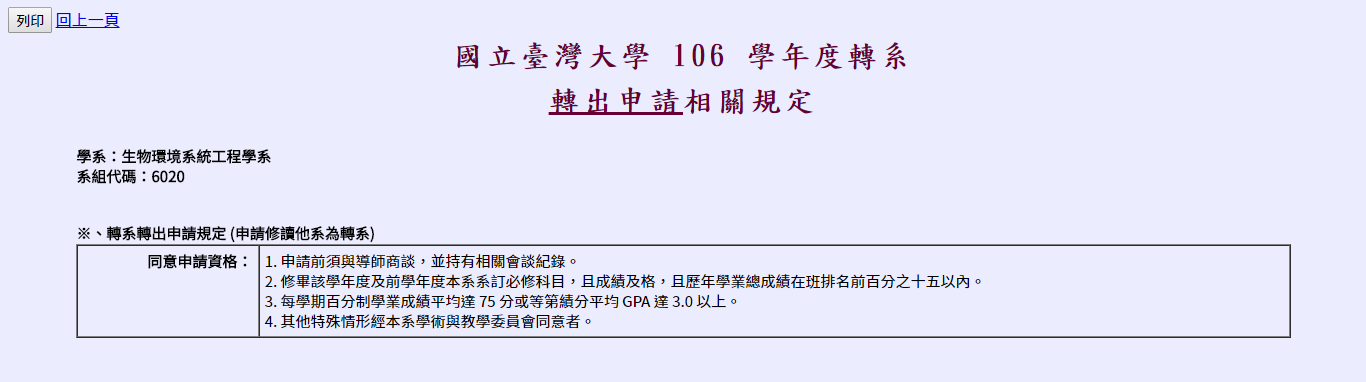 列印 回上一頁
國立臺灣大學 106 學年度轉系
轉出申請相關規定
學系：生物環境系統工程學系
系組代碼：6020
※、轉系轉出申請規定 (申請修讀他系為轉系)
同意申請資格：
1. 申請前須與導師商談，並持有相關會談紀錄。
2. 修畢該學年度及前學年度本系系訂必修科目，且成績及格，且歷年學業總成績在班排名前百分之十五以內。
3. 每學期百分制學業成績平均達 75 分或等第績分平均 GPA 達 3.0 以上。
4. 其他特殊情形經本系學術與教學委員會同意者。